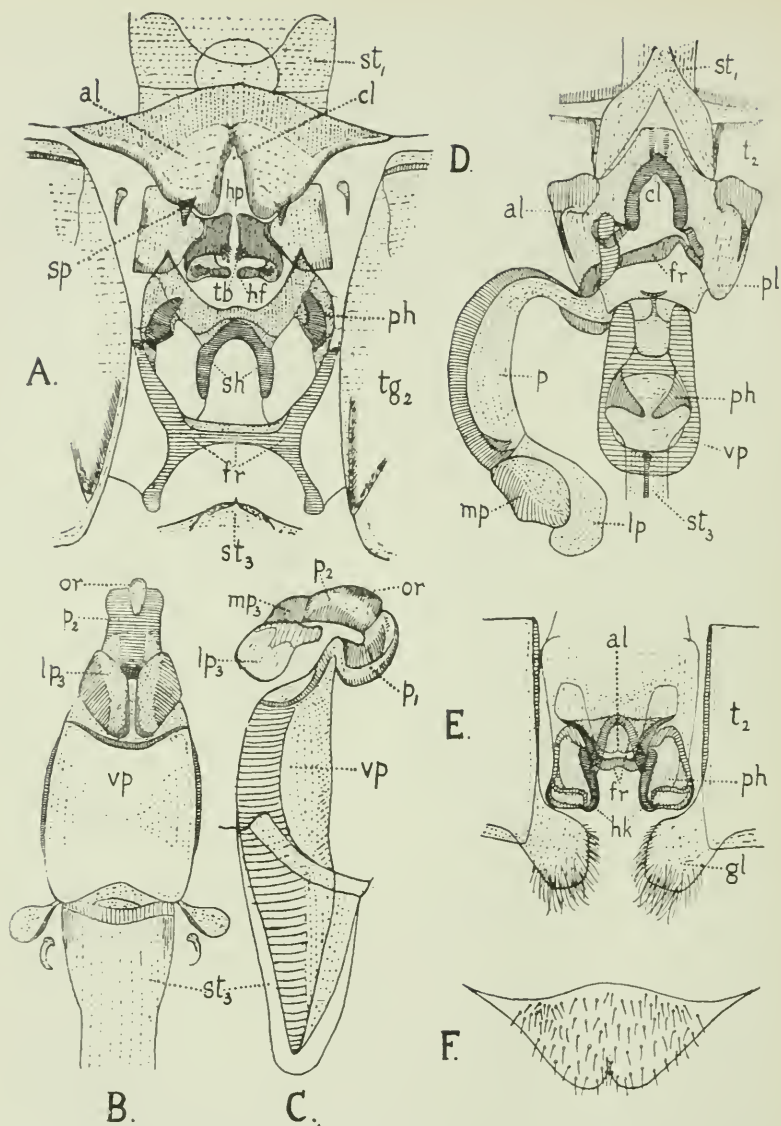 st₁
al
cl
hp
sp
tb
hf
ph
A.
sh
tg₂
fr
st₃
st₁
D.
t₂
al
cl
fr
pl
p
ph
vp
mp
lp
st₃
or
p₂
lp₃
vp
st₃
B.
p₂
or
mp₃
lp₃
p₁
vp
C.
al
E.
t₂
fr
ph
hk
gl
F.